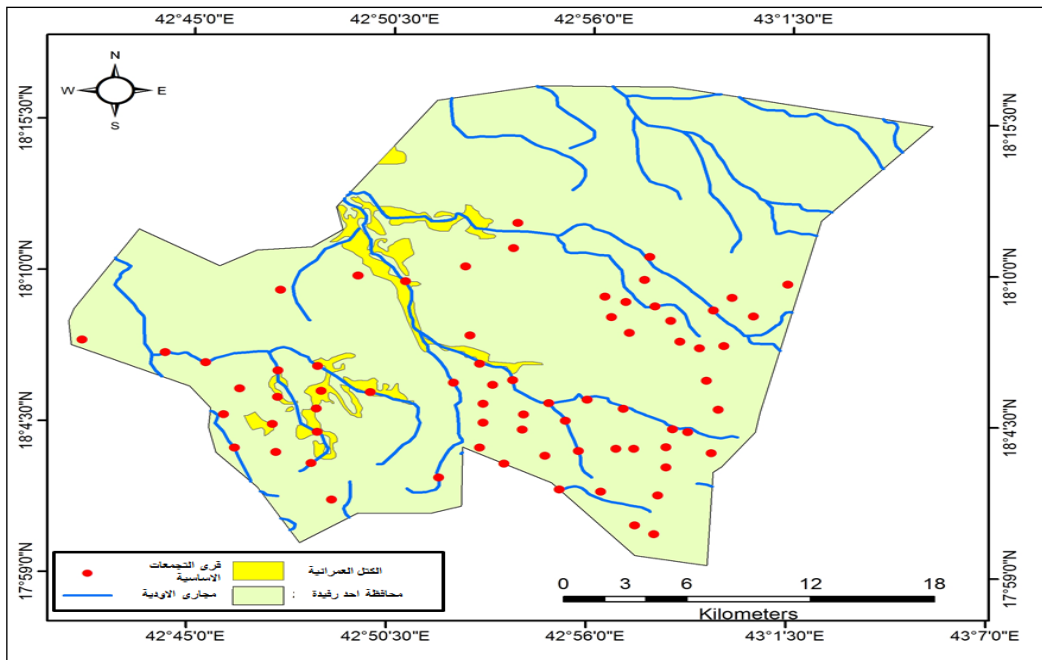 42°45'0"E 42°50'30"E 42°56'0"E 43°1'30"E
N
W E
S
18°15'30"N 18°15'30"N
18°10'0"N 18°10'0"N
18°4'30"N 18°4'30"N
17°59'0"N 17°59'0"N
قرى التجمعات الاساسية
الكتل العمرانية
مجارى الاودية
محافظة احد رفيدة :
0 3 6 12 18
Kilometers
42°45'0"E 42°50'30"E 42°56'0"E 43°1'30"E 43°7'0"E